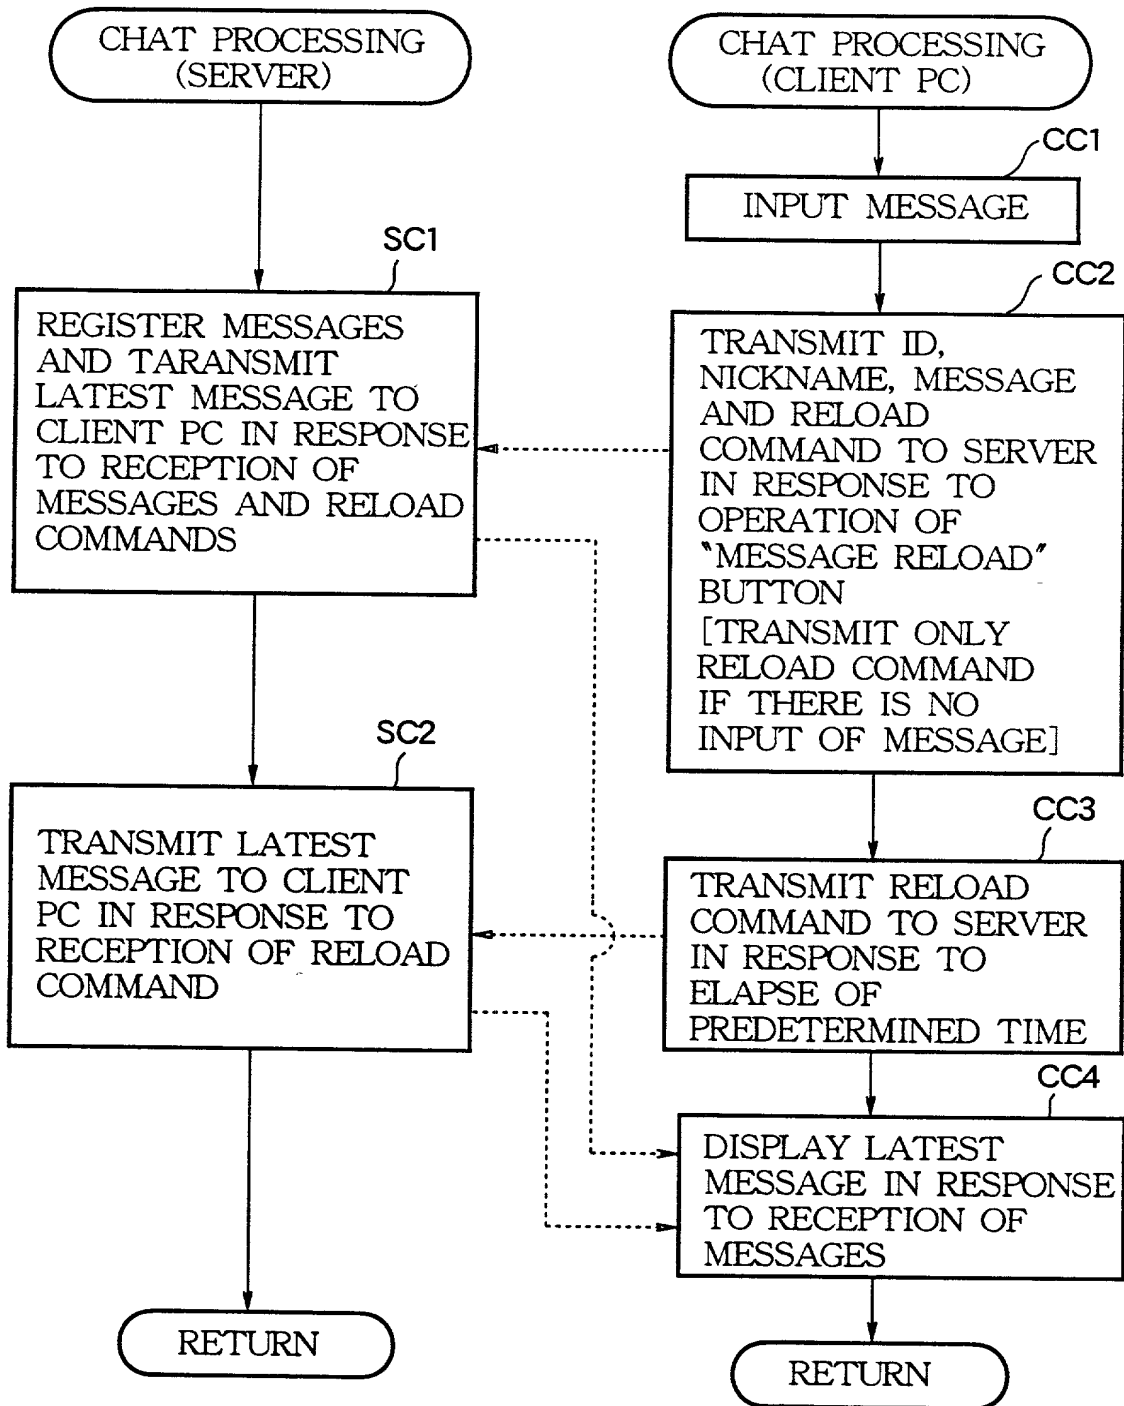 CHAT PROCESSING
(SERVER)
SC1
REGISTER MESSAGES
AND TARANSMIT
LATEST MESSAGE TO
CLIENT PC IN RESPONSE
TO RECEPTION OF
MESSAGES AND RELOAD
COMMANDS
SC2
TRANSMIT LATEST
MESSAGE TO CLIENT
PC IN RESPONSE TO
RECEPTION OF RELOAD
COMMAND
RETURN
CHAT PROCESSING
(CLIENT PC)
CC1
INPUT MESSAGE
CC2
TRANSMIT ID,
NICKNAME, MESSAGE
AND RELOAD
COMMAND TO SERVER
IN RESPONSE TO
OPERATION OF
"MESSAGE RELOAD"
BUTTON
[TRANSMIT ONLY
RELOAD COMMAND
IF THERE IS NO
INPUT OF MESSAGE]
CC3
TRANSMIT RELOAD
COMMAND TO SERVER
IN RESPONSE TO
ELAPSE OF
PREDETERMINED TIME
CC4
DISPLAY LATEST
MESSAGE IN RESPONSE
TO RECEPTION OF
MESSAGES
RETURN